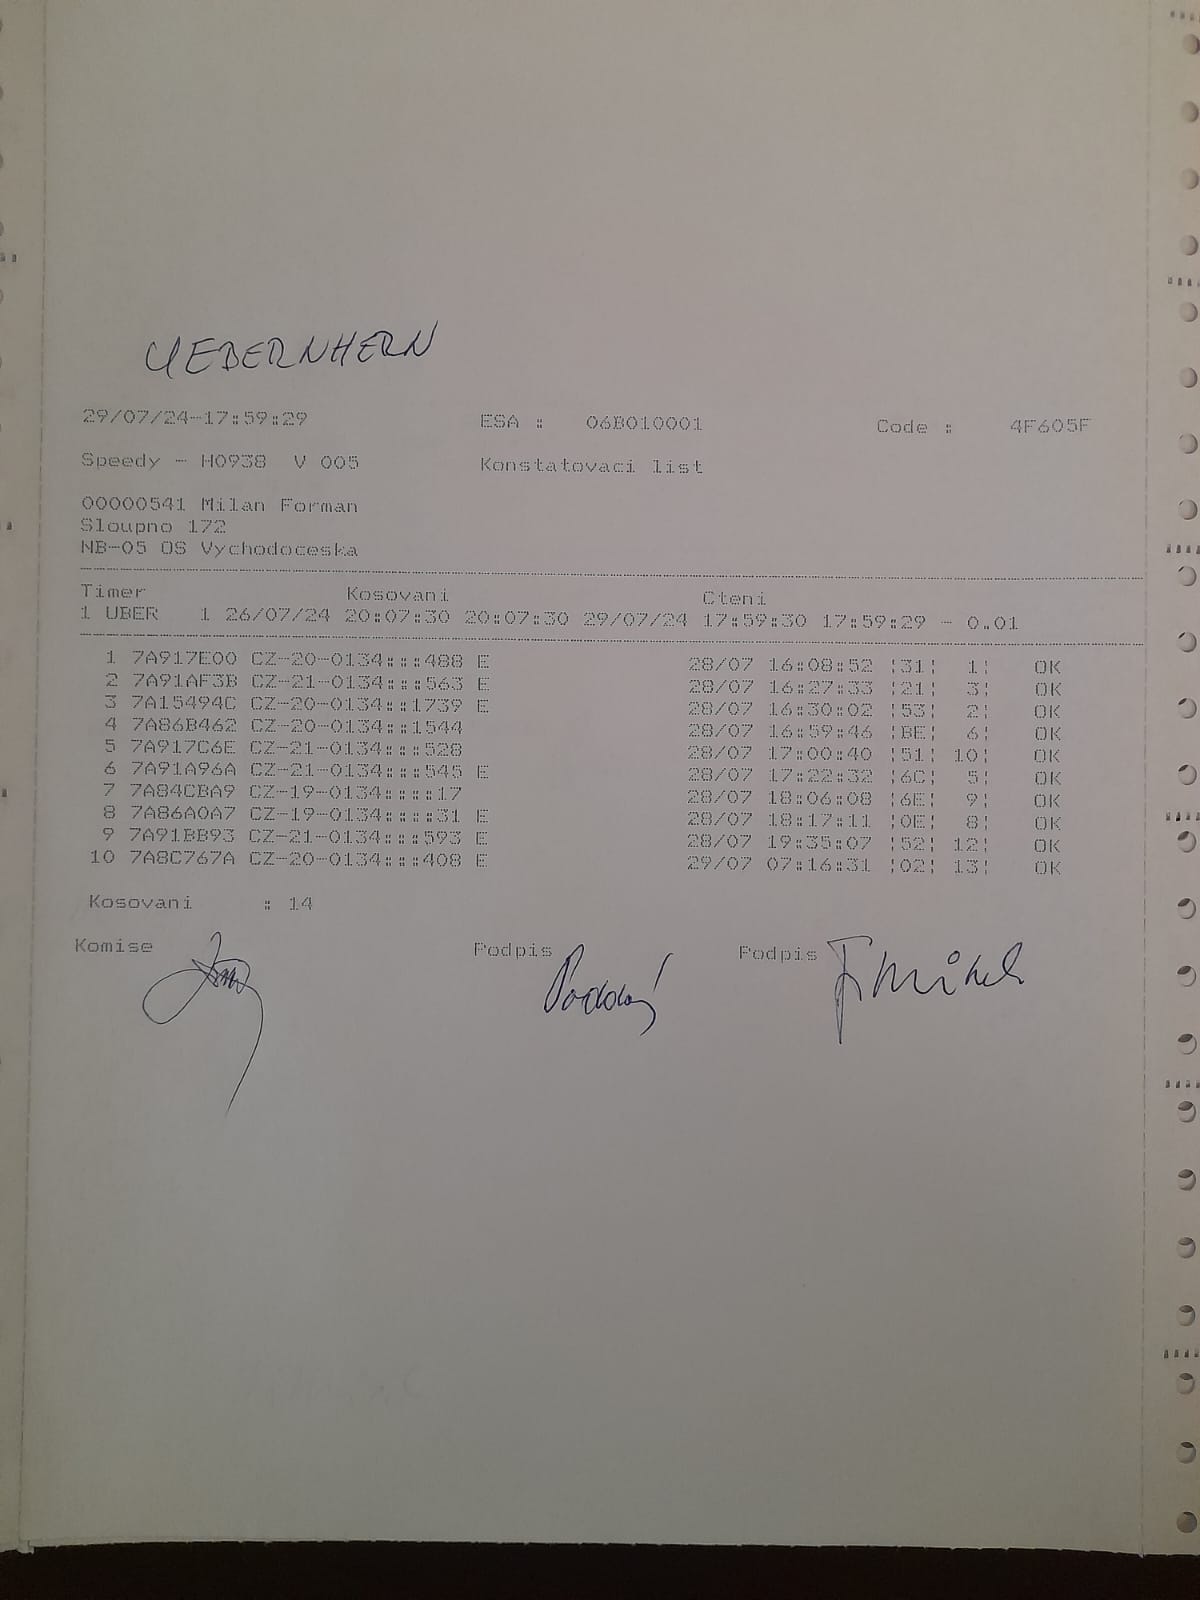 UEBERNHERN
29/07/24-17:59:29 ESA : 06B010001 Code : 4F605F
Speedy - H0938 V 005 Konstatovaci list
00000541 Milan Forman
Sloupno 172
NB-05 OS Vychodoceska
Timer Kosovani Cteni
1 UBER 1 26/07/24 20:07:30 20:07:30 29/07/24 17:59:30 17:59:29 - 0.01
1 7A917E00 CZ-20-0134:::488 E 28/07 16:08:52 ¦31¦ 1¦ OK
2 7A91AF3B CZ-21-0134:::563 E 28/07 16:27:33 ¦21¦ 3¦ OK
3 7A15494C CZ-20-0134::1739 E 28/07 16:30:02 ¦53¦ 2¦ OK
4 7A86B462 CZ-20-0134::1544 28/07 16:59:46 ¦BE¦ 6¦ OK
5 7A917C6E CZ-21-0134:::528 28/07 17:00:40 ¦51¦ 10¦ OK
6 7A91A96A CZ-21-0134:::545 E 28/07 17:22:32 ¦6C¦ 5¦ OK
7 7A84CBA9 CZ-19-0134::::17 28/07 18:06:08 ¦6E¦ 9¦ OK
8 7A86A0A7 CZ-19-0134::::31 E 28/07 18:17:11 ¦0E¦ 8¦ OK
9 7A91BB93 CZ-21-0134:::593 E 28/07 19:35:07 ¦52¦ 12¦ OK
10 7A8C767A CZ-20-0134:::408 E 29/07 07:16:31 ¦02¦ 13¦ OK
Kosovani : 14
Komise Podpis Podpis